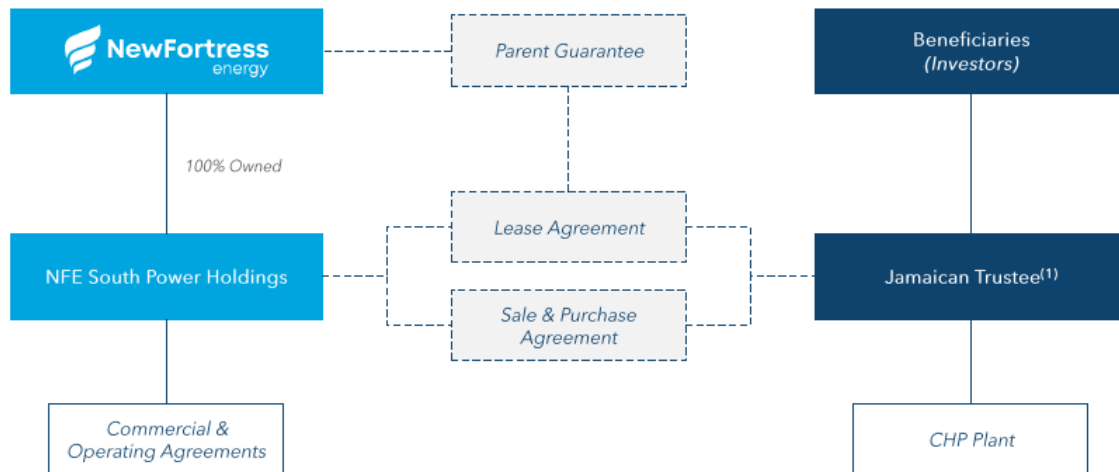 NewFortress
energy
Parent Guarantee
Beneficiaries
(Investors)
100% Owned
Lease Agreement
NFE South Power Holdings
Jamaican Trustee(1)
Sale & Purchase
Agreement
Commercial &
Operating Agreements
CHP Plant